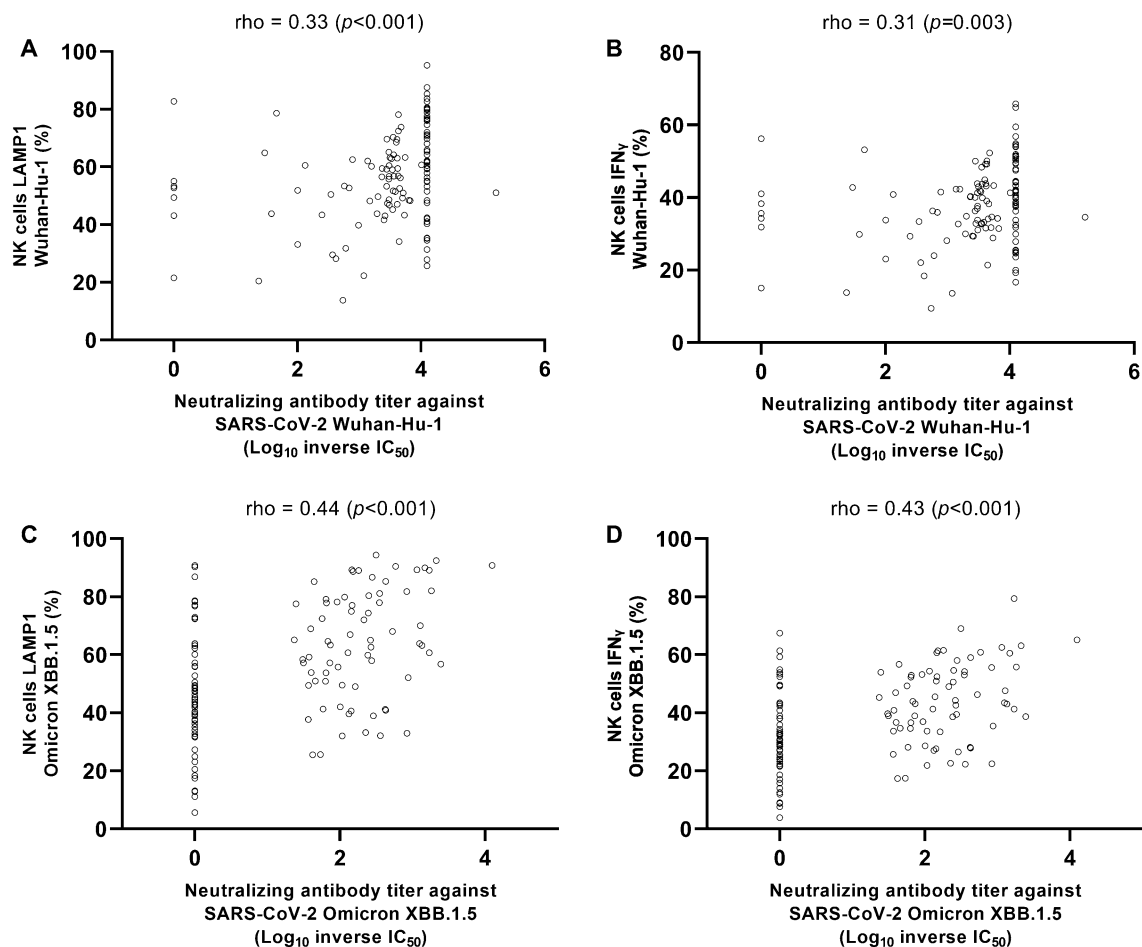 A
rho = 0.33 (p<0.001)
NK cells LAMP1
Wuhan-Hu-1 (%)
100
80
60
40
20
0
0 2 4 6
Neutralizing antibody titer against
SARS-CoV-2 Wuhan-Hu-1
(Log₁₀ inverse IC₅₀)
B
rho = 0.31 (p=0.003)
NK cells IFNγ
Wuhan-Hu-1 (%)
80
60
40
20
0
0 2 4 6
Neutralizing antibody titer against
SARS-CoV-2 Wuhan-Hu-1
(Log₁₀ inverse IC₅₀)
C
rho = 0.44 (p<0.001)
NK cells LAMP1
Omicron XBB.1.5 (%)
100
80
60
40
20
0
0 2 4
Neutralizing antibody titer against
SARS-CoV-2 Omicron XBB.1.5
(Log₁₀ inverse IC₅₀)
D
rho = 0.43 (p<0.001)
NK cells IFNγ
Omicron XBB.1.5 (%)
100
80
60
40
20
0
0 2 4
Neutralizing antibody titer against
SARS-CoV-2 Omicron XBB.1.5
(Log₁₀ inverse IC₅₀)